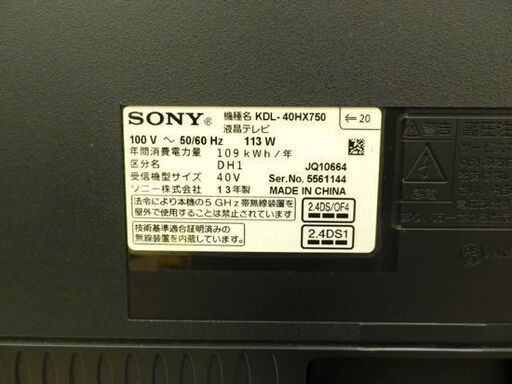 SONY® 機種名 KDL-40HX750 ⇐ 20
液晶テレビ
100 V ～ 50/60 Hz 113 W
年間消費電力量 109kWh/年
区分名 DH1 JQ10664
受信機型サイズ 40V Ser.No. 5561144
ソニー株式会社 13年製 MADE IN CHINA
法令により本機の5GHz帯無線装置を
屋外で使用することは禁止されています。
2.4DS/OF4
技術基準適合証明済みの
無線装置を内蔵しています。
2.4DS1
高圧注